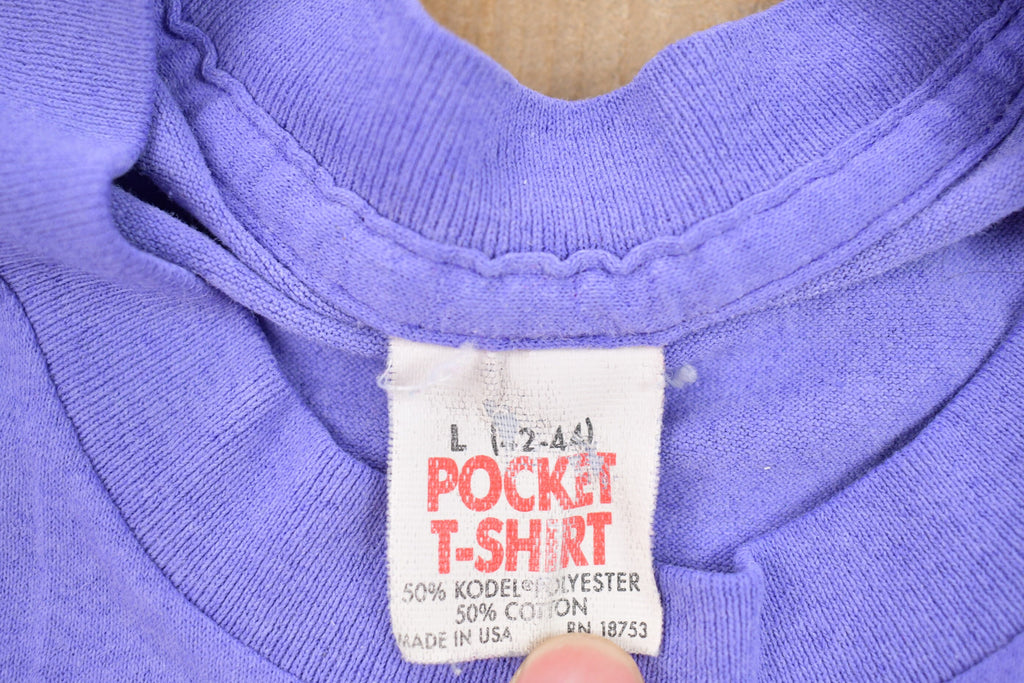 L (42-44)
POCKET
T-SHIRT
50% KODEL® POLYESTER
50% COTTON
MADE IN USA RN 18753